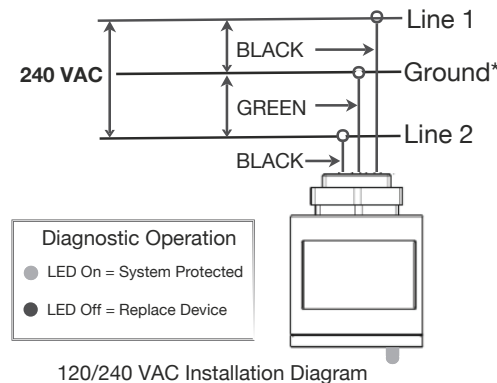 Line 1
BLACK
240 VAC
Ground*
GREEN
Line 2
BLACK
Diagnostic Operation
LED On = System Protected
LED Off = Replace Device
120/240 VAC Installation Diagram